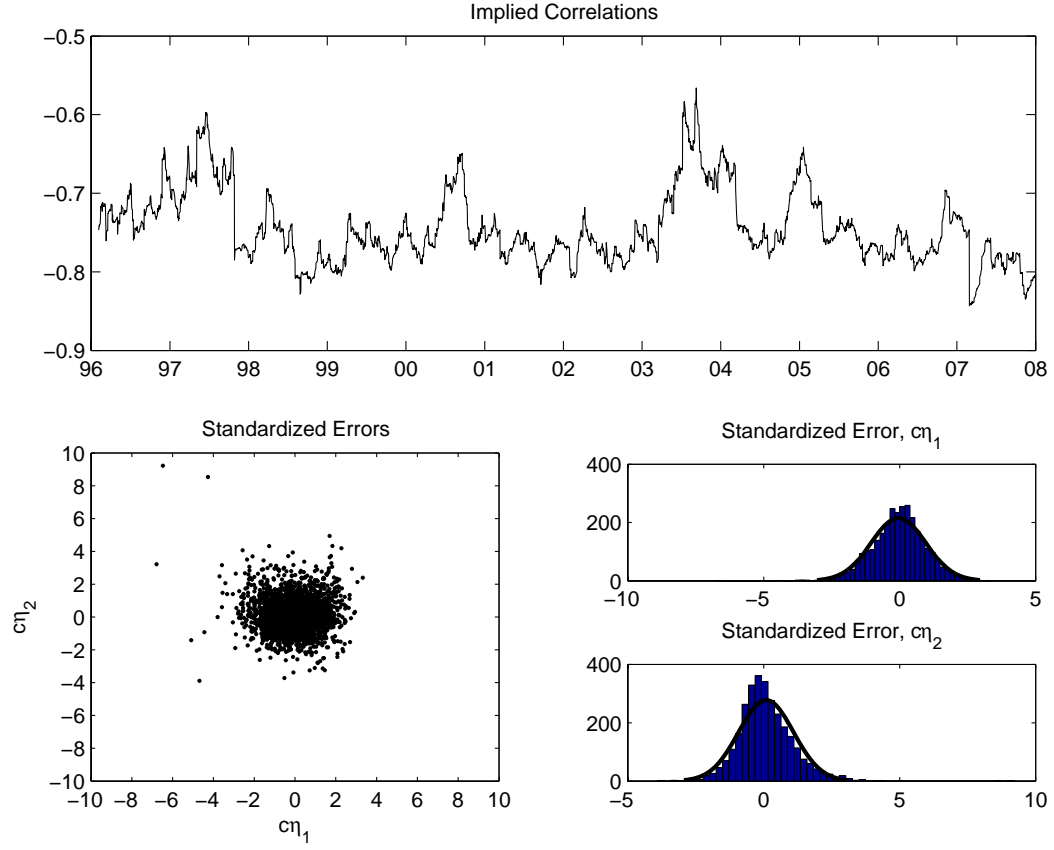 Implied Correlations
−0.5
−0.6
−0.7
−0.8
−0.9
96 97 98 99 00 01 02 03 04 05 06 07 08
Standardized Errors
10
8
6
4
2
0
−2
−4
−6
−8
−10
−10 −8 −6 −4 −2 0 2 4 6 8 10
cη2
cη1
Standardized Error, cη1
400
200
0
−10 −5 0 5
Standardized Error, cη2
400
200
0
−5 0 5 10